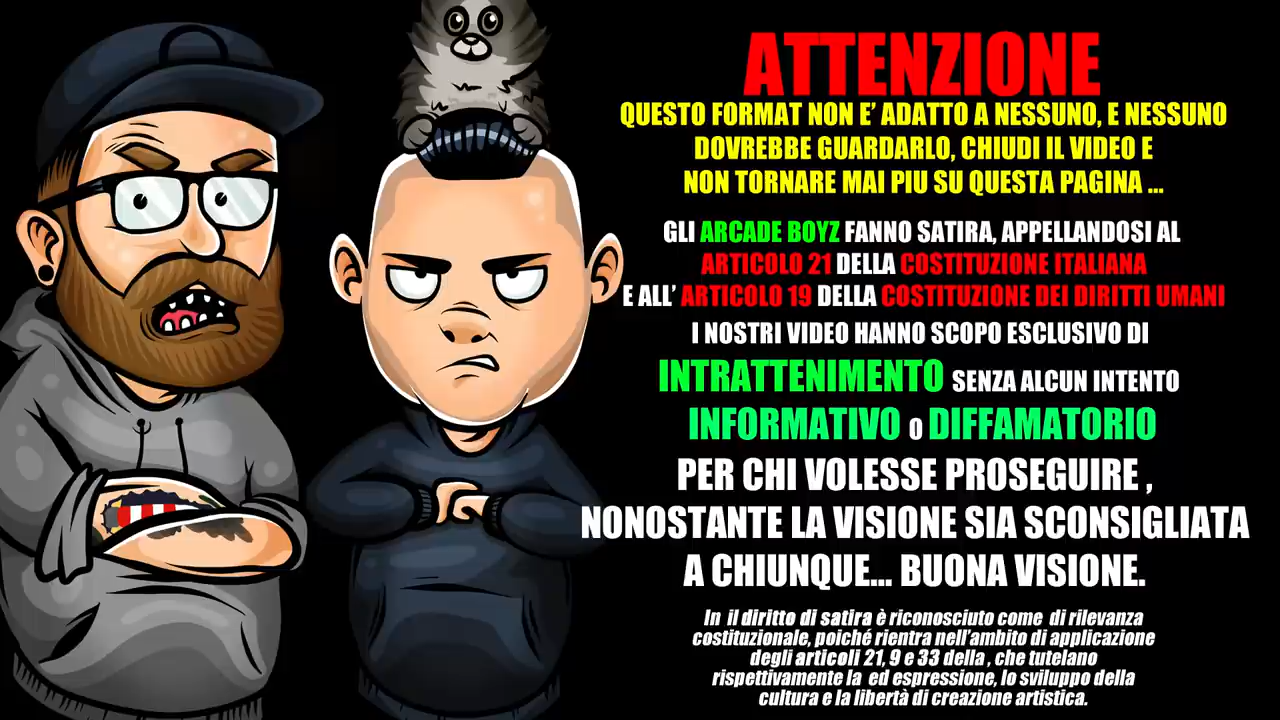 ATTENZIONE
QUESTO FORMAT NON E' ADATTO A NESSUNO, E NESSUNO
DOVREBBE GUARDARLO, CHIUDI IL VIDEO E
NON TORNARE MAI PIU SU QUESTA PAGINA ...
GLI ARCADE BOYZ FANNO SATIRA, APPELLANDOSI AL
ARTICOLO 21 DELLA COSTITUZIONE ITALIANA
E ALL' ARTICOLO 19 DELLA COSTITUZIONE DEI DIRITTI UMANI
I NOSTRI VIDEO HANNO SCOPO ESCLUSIVO DI
INTRATTENIMENTO SENZA ALCUN INTENTO
INFORMATIVO O DIFFAMATORIO
PER CHI VOLESSE PROSEGUIRE ,
NONOSTANTE LA VISIONE SIA SCONSIGLIATA
A CHIUNQUE... BUONA VISIONE.
In il diritto di satira è riconosciuto come di rilevanza
costituzionale, poiché rientra nell'ambito di applicazione
degli articoli 21, 9 e 33 della , che tutelano
rispettivamente la ed espressione, lo sviluppo della
cultura e la libertà di creazione artistica.